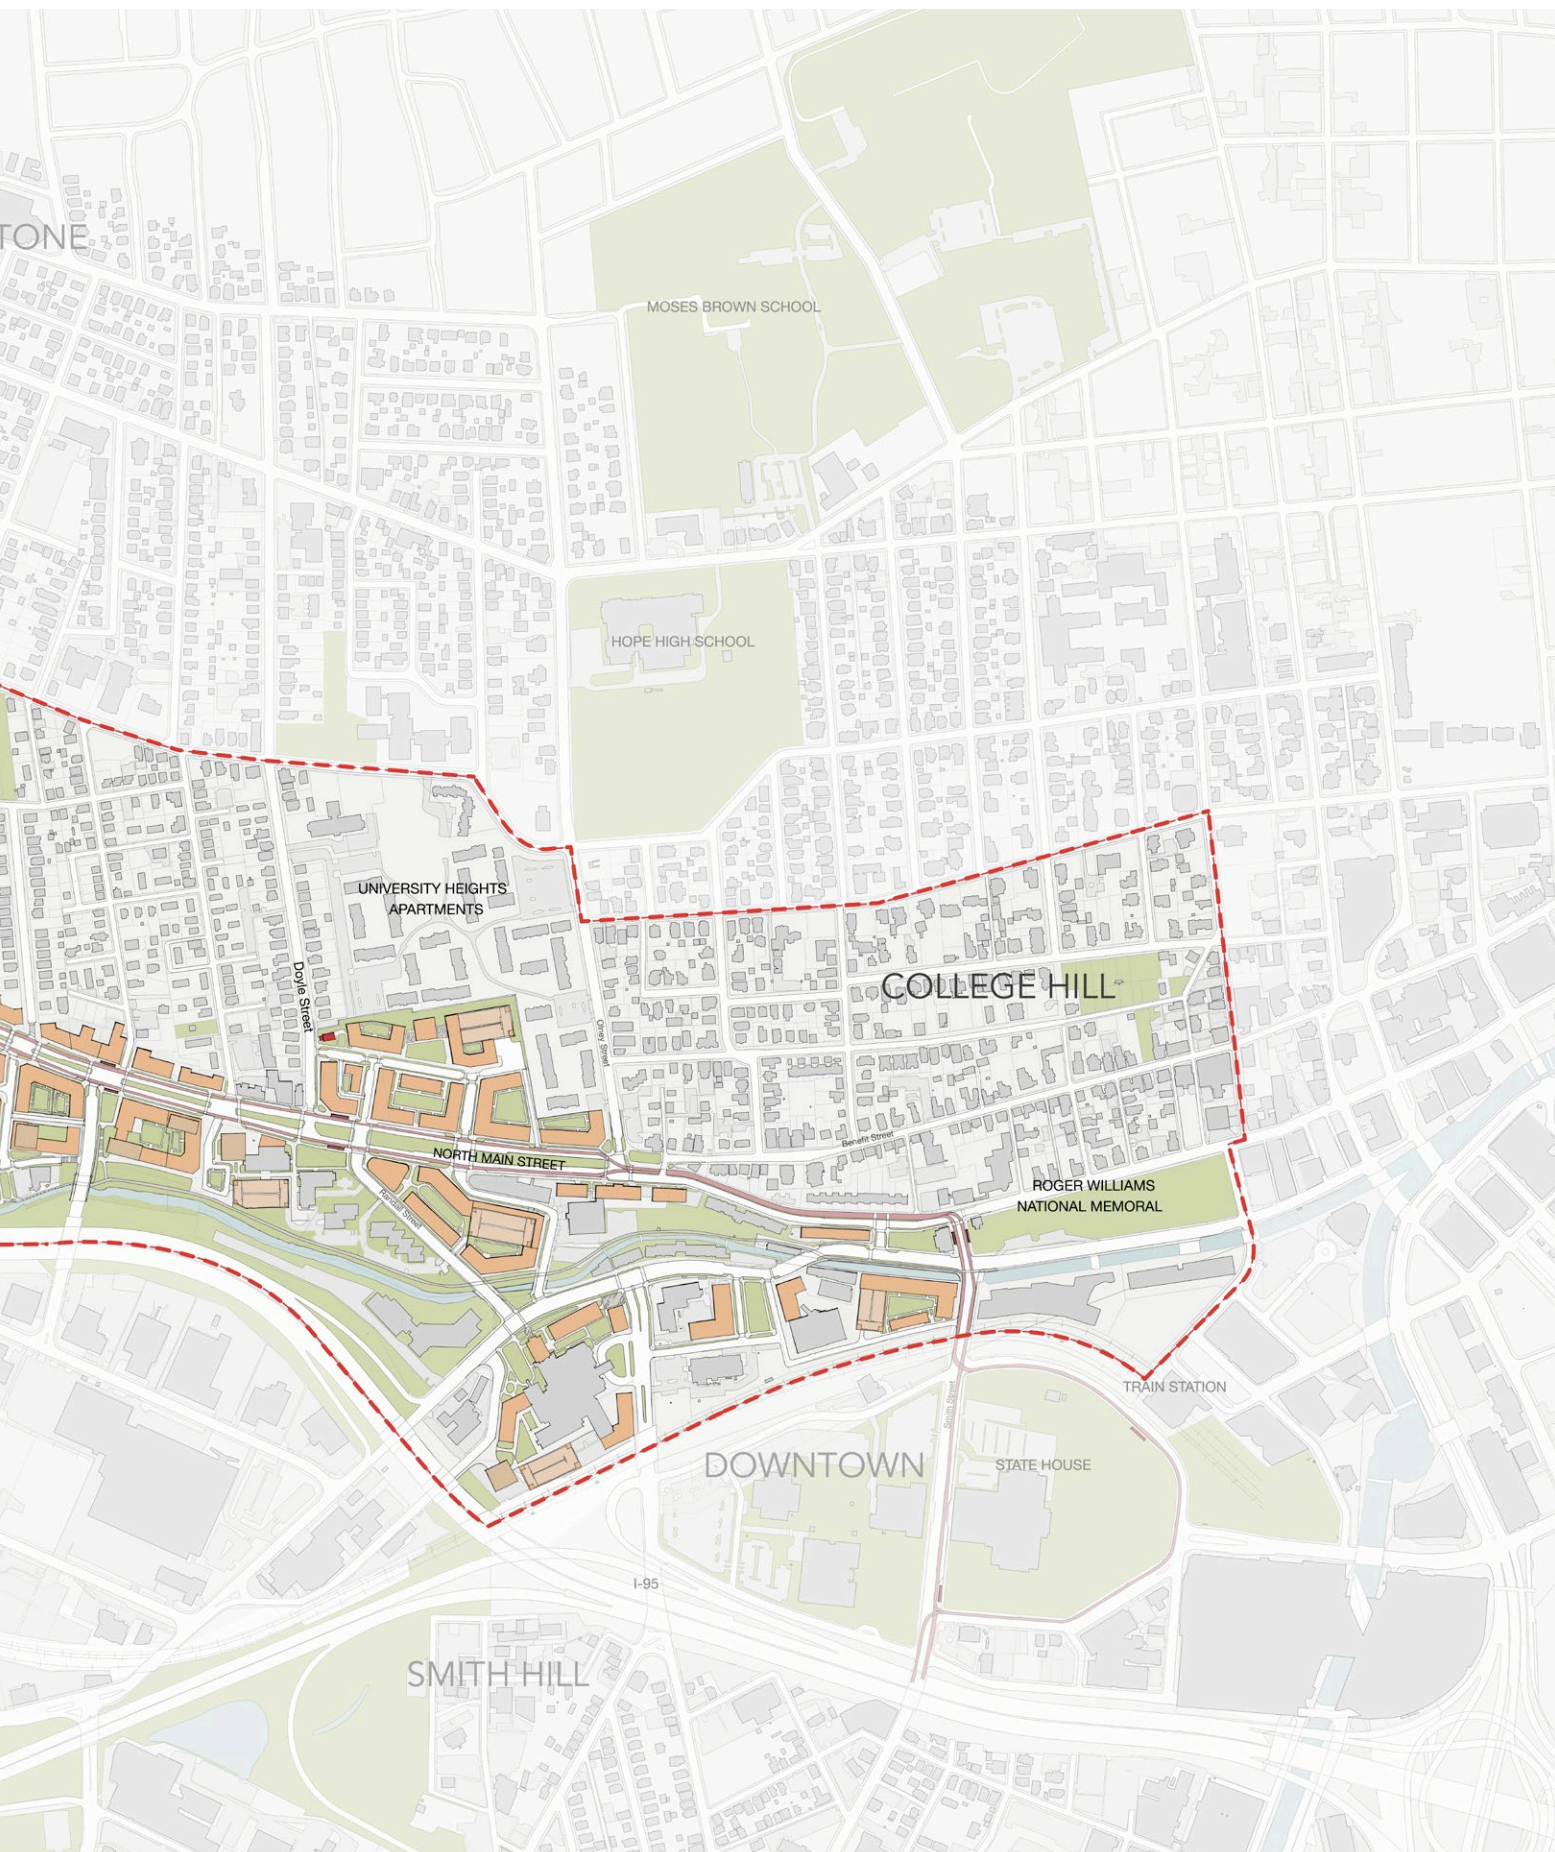 TONE
MOSES BROWN SCHOOL
HOPE HIGH SCHOOL
UNIVERSITY HEIGHTS
APARTMENTS
Doyle Street
COLLEGE HILL
Olney Street
Benefit Street
NORTH MAIN STREET
ROGER WILLIAMS
NATIONAL MEMORAL
Randall Street
TRAIN STATION
Smith Street
DOWNTOWN
STATE HOUSE
I-95
SMITH HILL